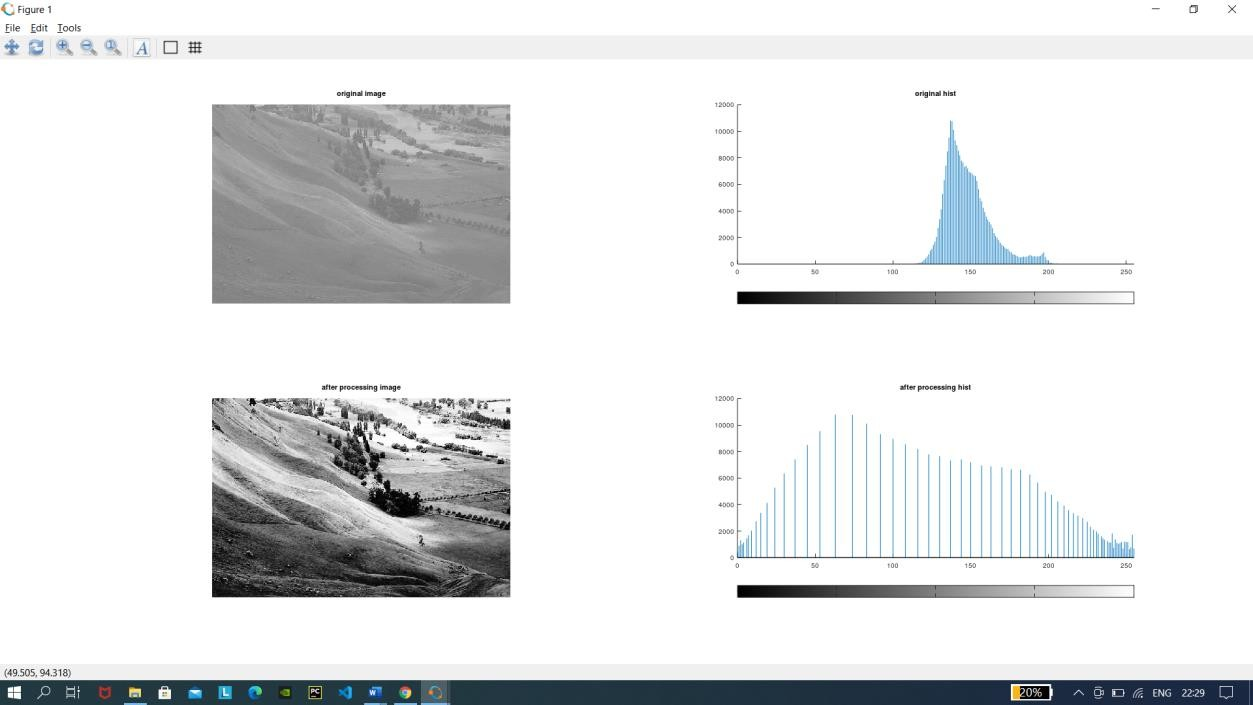 Figure 1
File Edit Tools
A
original image
original hist
12000
10000
8000
6000
4000
2000
0
0 50 100 150 200 250
after processing image
after processing hist
12000
10000
8000
6000
4000
2000
0
0 50 100 150 200 250
(49.505, 94.318)
L PC W 20% ENG 22:29